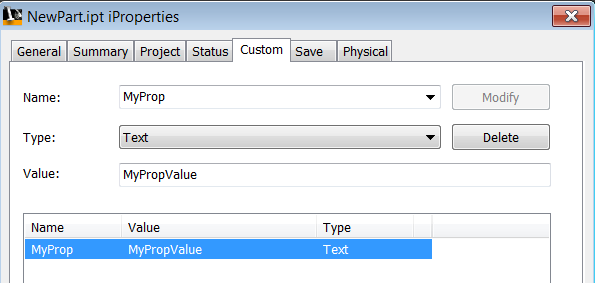 NewPart.ipt iProperties
General Summary Project Status Custom Save Physical
Name: MyProp Modify
Type: Text Delete
Value: MyPropValue
Name Value Type
MyProp MyPropValue Text